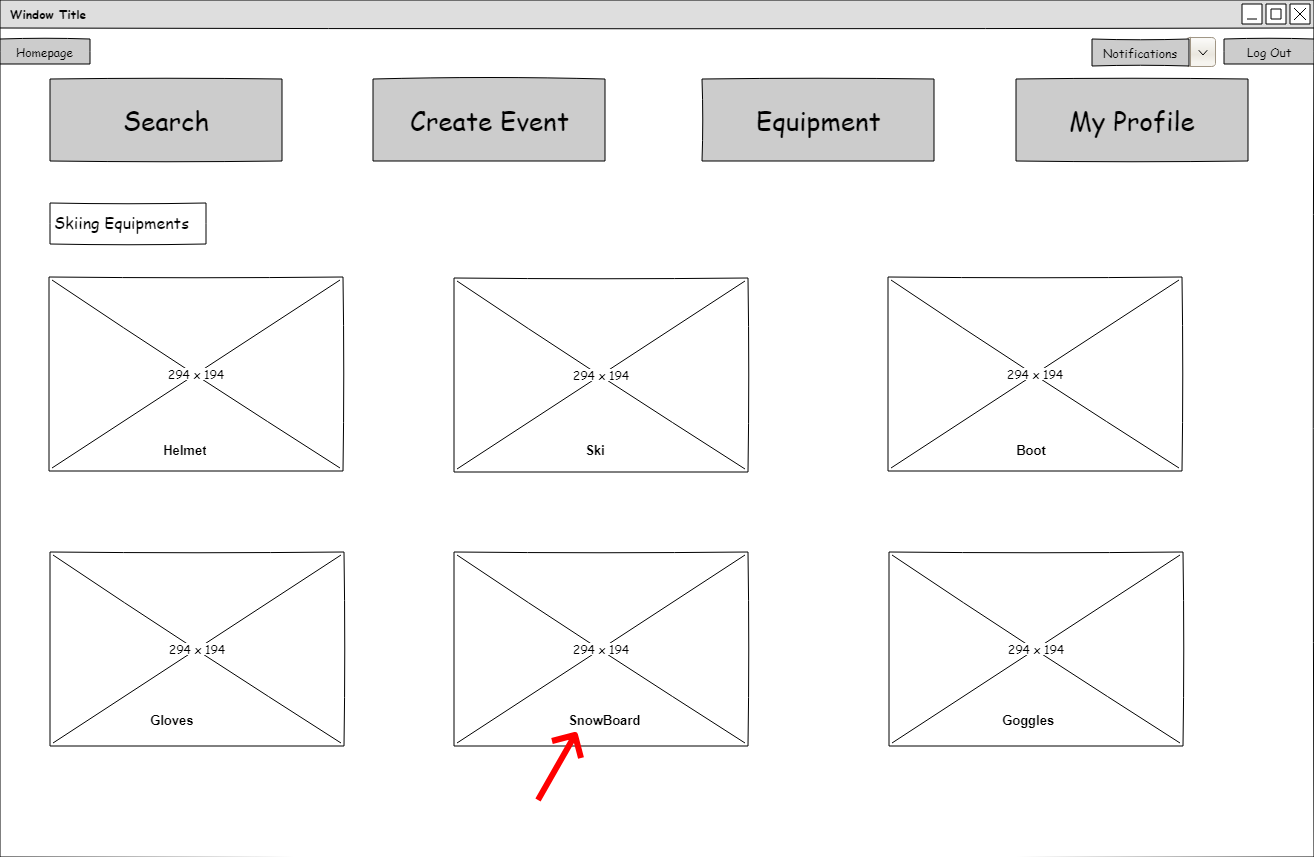 Window Title
Homepage
Notifications
Log Out
Search
Create Event
Equipment
My Profile
Skiing Equipments
294 x 194
294 x 194
294 x 194
Helmet
Ski
Boot
294 x 194
294 x 194
294 x 194
Gloves
SnowBoard
Goggles